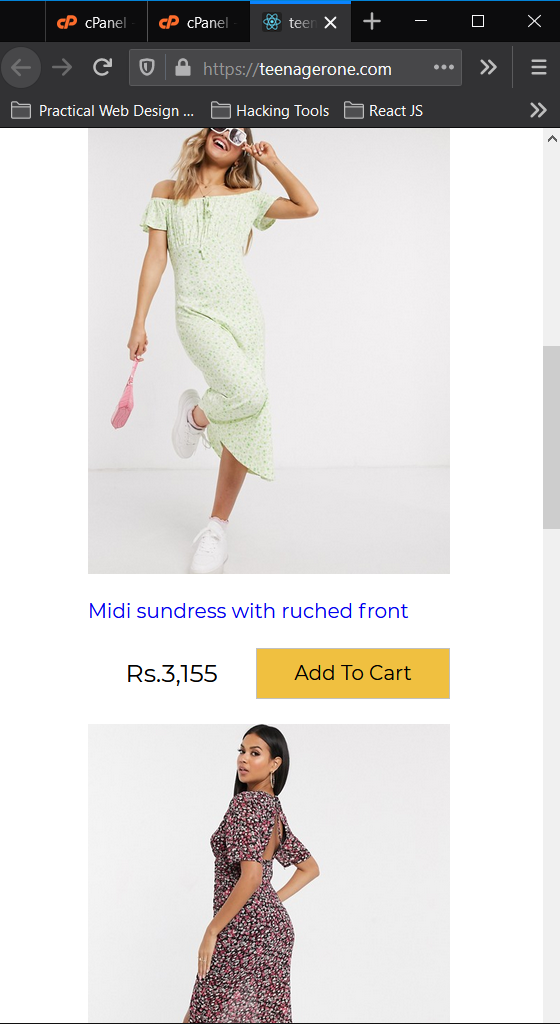 cPanel
cPanel
teen
https://teenagerone.com
Practical Web Design ...
Hacking Tools
React JS
Midi sundress with ruched front
Rs.3,155
Add To Cart